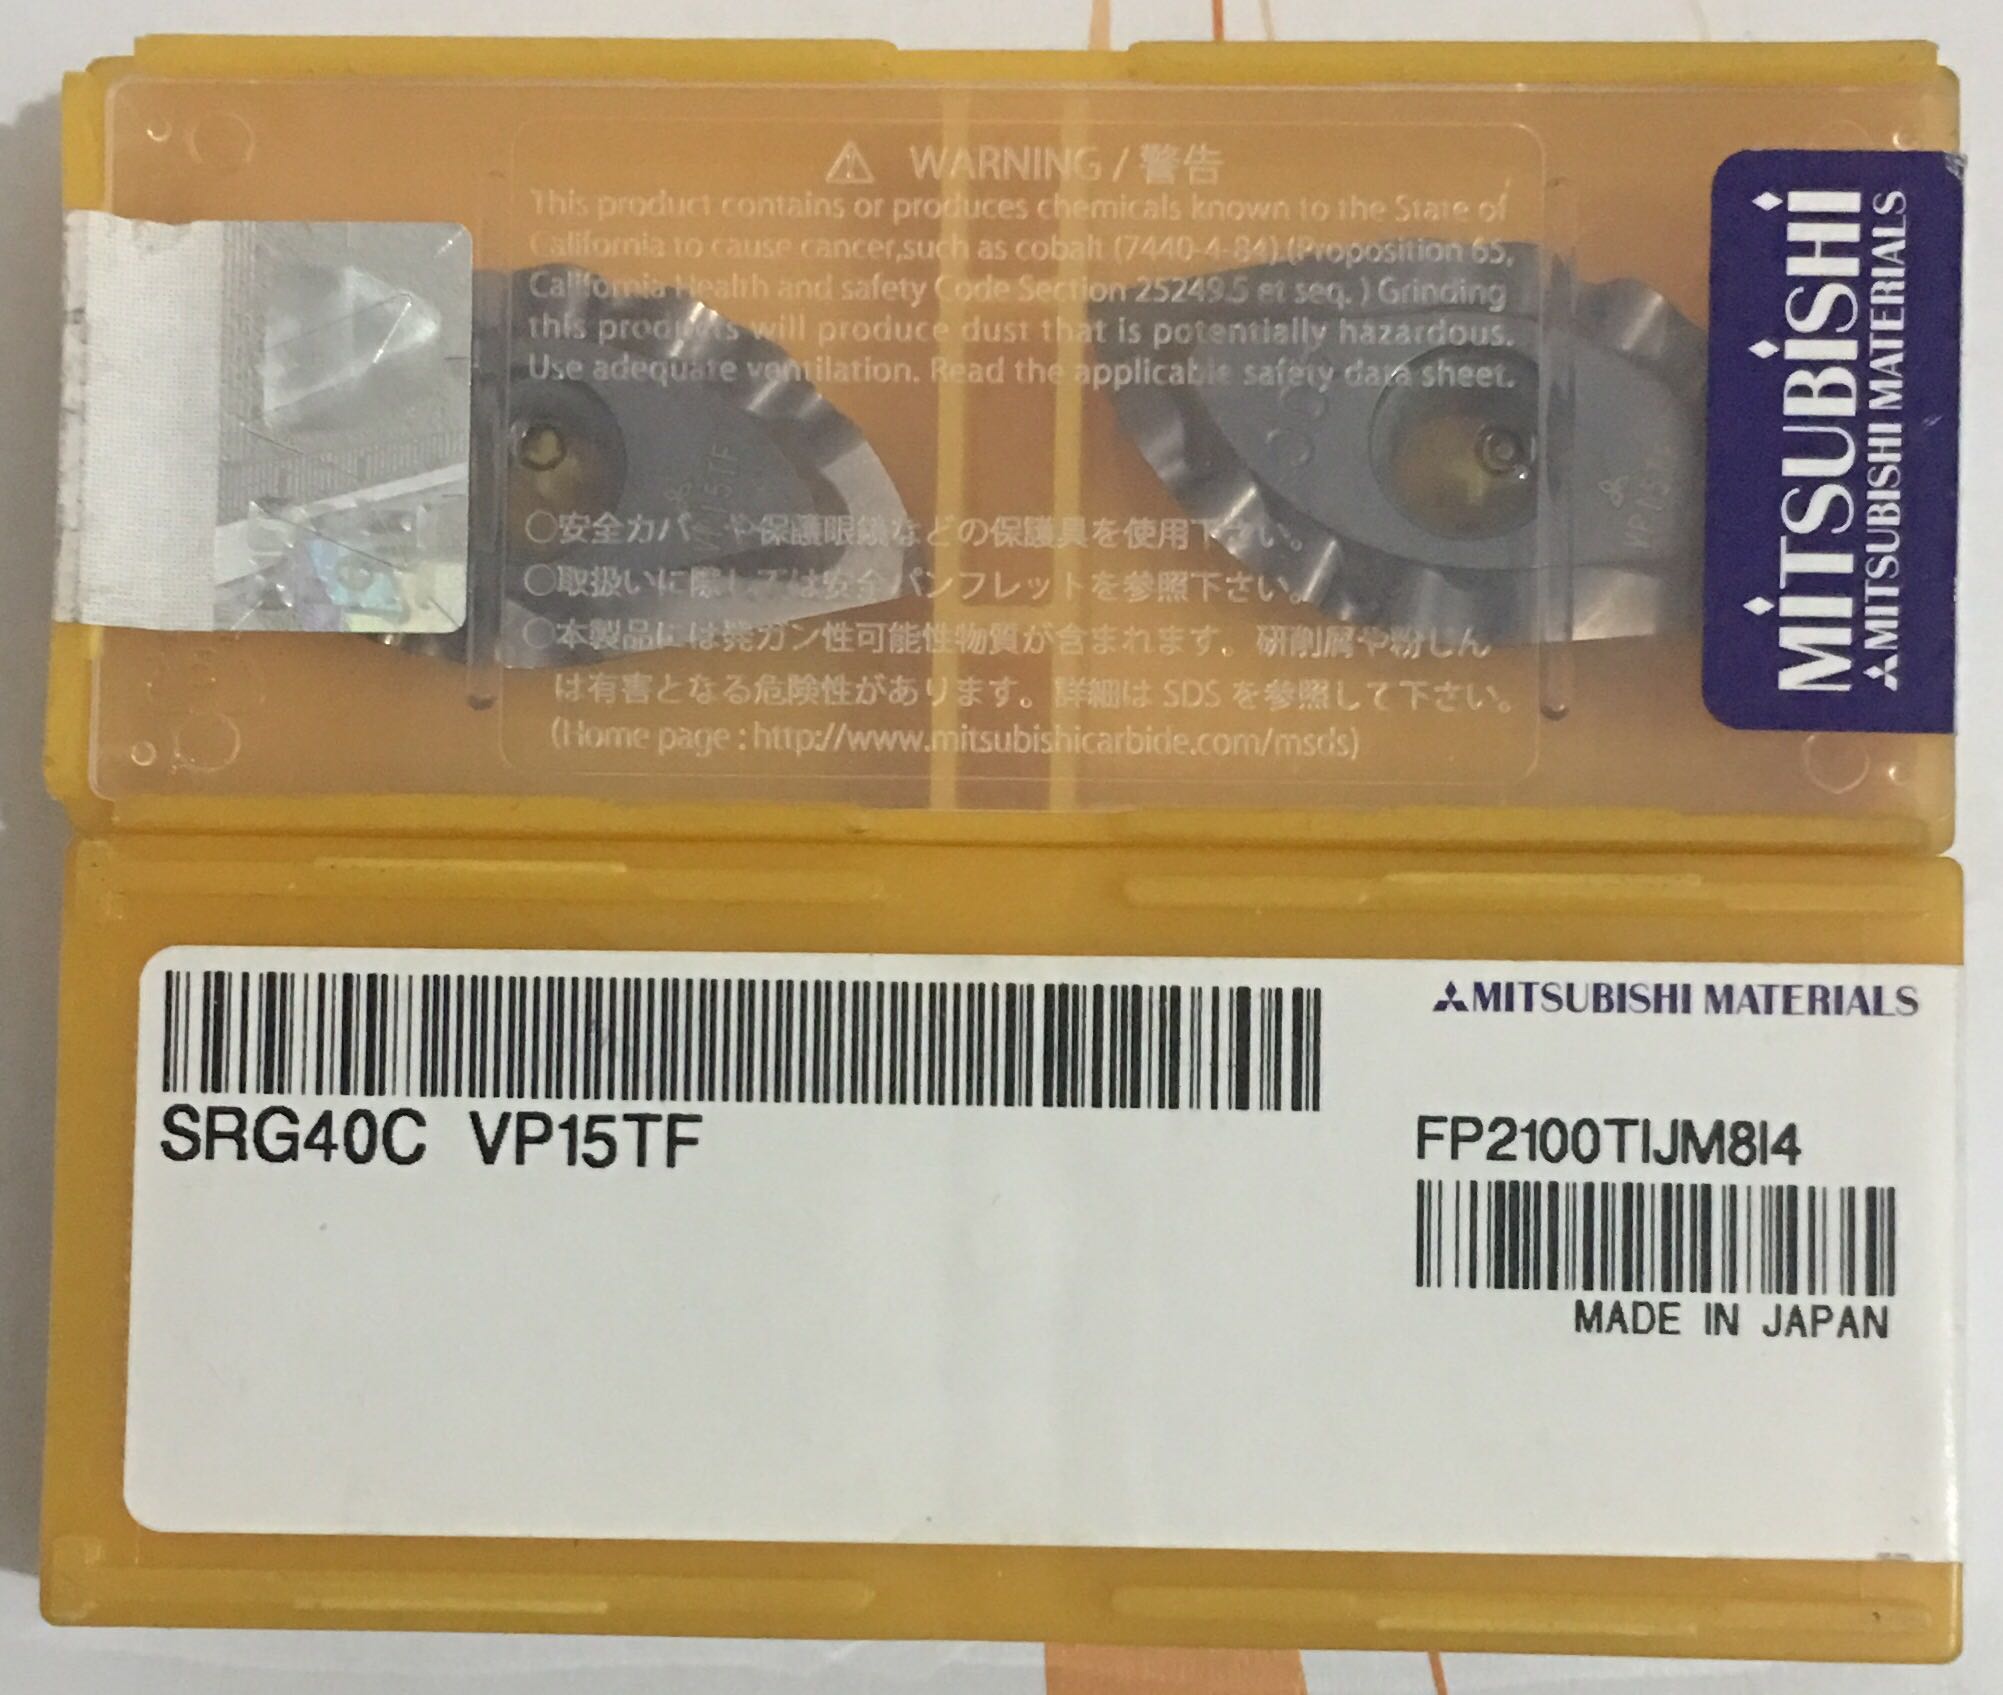 WARNING / 警告
This product contains or produces chemicals known to the State of
California to cause cancer,such as cobalt (7440-4-84).(Proposition 65,
California Health and safety Code Section 25249.5 et seq. ) Grinding
this products will produce dust that is potentially hazardous.
Use adequate ventilation. Read the applicable safety data sheet.
VP15TF
VP15TF
○安全カバーや保護眼鏡などの保護具を使用下さい。
○取扱いに際しては安全パンフレットを参照下さい。
○本製品には発ガン性可能性物質が含まれます。研削屑や粉じん
は有害となる危険性があります。詳細は SDS を参照して下さい。
(Home page : http://www.mitsubishicarbide.com/msds)
MITSUBISHI
MITSUBISHI MATERIALS
MITSUBISHI MATERIALS
SRG40C VP15TF
FP2100TIJM8I4
MADE IN JAPAN